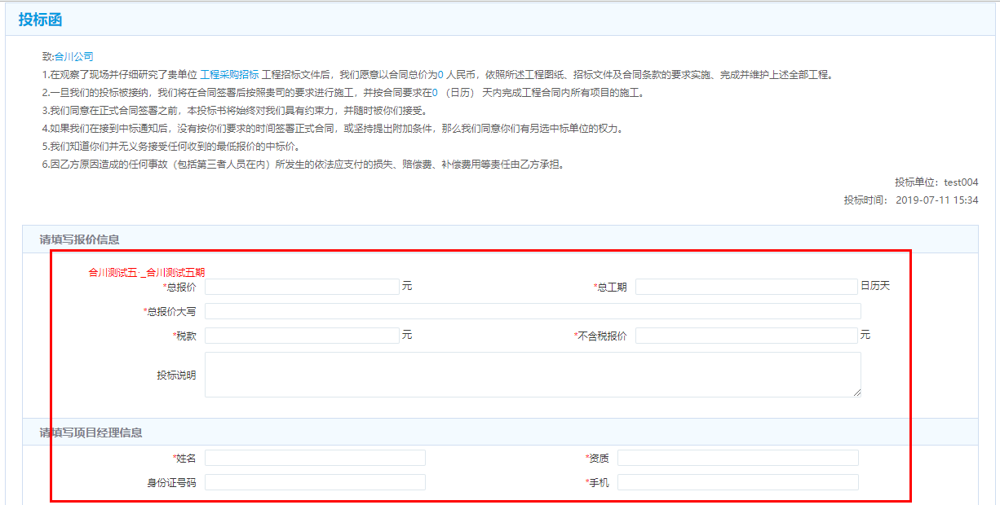 投标函
致:合川公司
1.在观察了现场并仔细研究了贵单位 工程采购招标 工程招标文件后，我们愿意以合同总价为0 人民币，依照所述工程图纸、招标文件及合同条款的要求实施、完成并维护上述全部工程。
2.一旦我们的投标被接纳，我们将在合同签署后按照贵司的要求进行施工，并按合同要求在0 （日历） 天内完成工程合同内所有项目的施工。
3.我们同意在正式合同签署之前，本投标书将始终对我们具有约束力，并随时被你们接受。
4.如果我们在接到中标通知后，没有按你们要求的时间签署正式合同，或坚持提出附加条件，那么我们同意你们有另选中标单位的权力。
5.我们知道你们并无义务接受任何收到的最低报价的中标价。
6.因乙方原因造成的任何事故（包括第三者人员在内）所发生的依法应支付的损失、赔偿费、补偿费用等责任由乙方承担。
投标单位：test004
投标时间： 2019-07-11 15:34
请填写报价信息
合川测试五·_合川测试五期
*总报价 元 *总工期 日历天
*总报价大写
*税款 元 *不含税报价 元
投标说明
请填写项目经理信息
*姓名 *资质
身份证号码 *手机